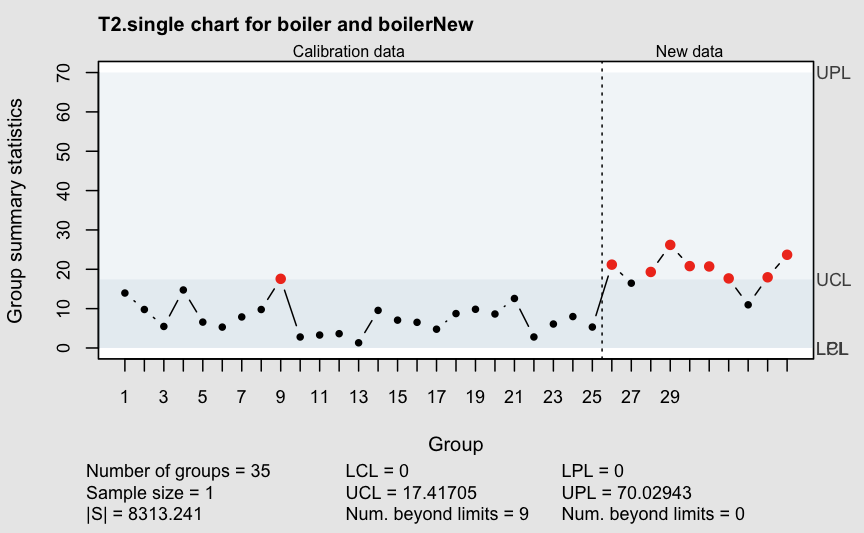 T2.single chart for boiler and boilerNew
Calibration data New data
Group summary statistics
70
60
50
40
30
20
10
0
UPL
UCL
1 3 5 7 9 11 13 15 17 19 21 23 25 27 29
Group
Number of groups = 35 LCL = 0 LPL = 0
Sample size = 1 UCL = 17.41705 UPL = 70.02943
|S| = 8313.241 Num. beyond limits = 9 Num. beyond limits = 0